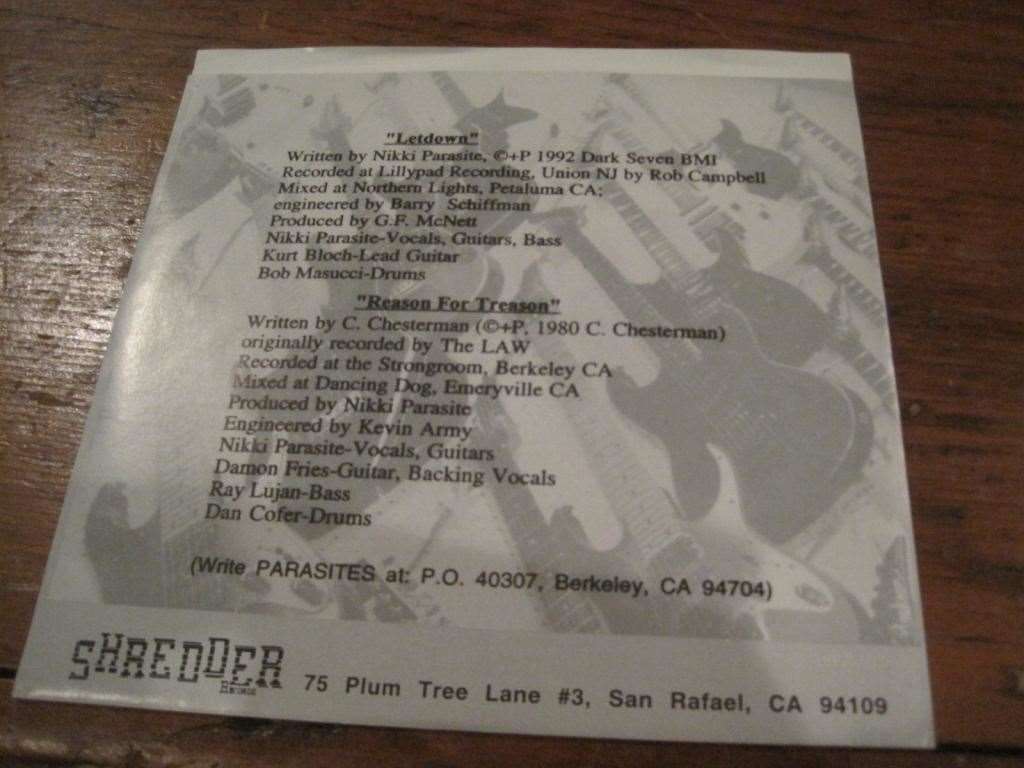 "Letdown"
Written by Nikki Parasite, ©+P 1992 Dark Seven BMI
Recorded at Lillypad Recording, Union NJ by Rob Campbell
Mixed at Northern Lights, Petaluma CA;
engineered by Barry Schiffman
Produced by G.F. McNett
Nikki Parasite-Vocals, Guitars, Bass
Kurt Bloch-Lead Guitar
Bob Masucci-Drums
"Reason For Treason"
Written by C. Chesterman (©+P, 1980 C. Chesterman)
originally recorded by The LAW
Recorded at the Strongroom, Berkeley CA
Mixed at Dancing Dog, Emeryville CA
Produced by Nikki Parasite
Engineered by Kevin Army
Nikki Parasite-Vocals, Guitars
Damon Fries-Guitar, Backing Vocals
Ray Lujan-Bass
Dan Cofer-Drums
(Write PARASITES at: P.O. 40307, Berkeley, CA 94704)
SHREDDER
RECORDS
75 Plum Tree Lane #3, San Rafael, CA 94109